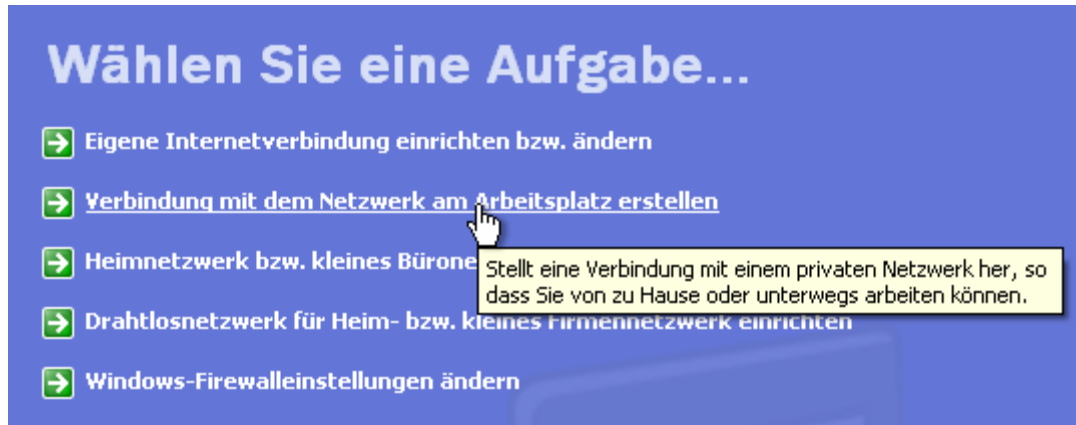 Wählen Sie eine Aufgabe...
Eigene Internetverbindung einrichten bzw. ändern
Verbindung mit dem Netzwerk am Arbeitsplatz erstellen
Heimnetzwerk bzw. kleines
Stellt eine Verbindung mit einem privaten Netzwerk her, so
dass Sie von zu Hause oder unterwegs arbeiten können.
Drahtlosnetzwerk für Heim- bzw. kleines Firmennetzwerk einrichten
Windows-Firewalleinstellungen ändern